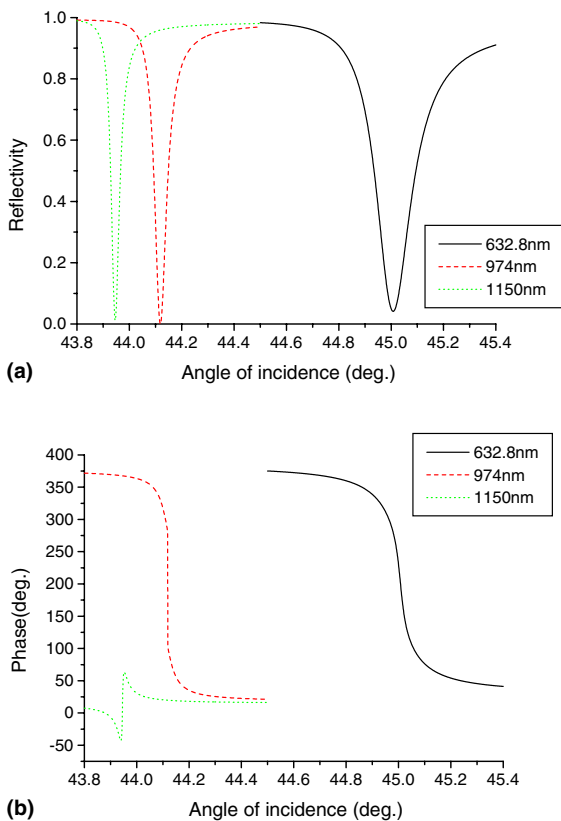 1.0
0.8
0.6
0.4
0.2
0.0
Reflectivity
43.8 44.0 44.2 44.4 44.6 44.8 45.0 45.2 45.4
Angle of incidence (deg.)
632.8nm
974nm
1150nm
(a)
400
350
300
250
200
150
100
50
0
-50
Phase(deg.)
43.8 44.0 44.2 44.4 44.6 44.8 45.0 45.2 45.4
Angle of incidence (deg.)
632.8nm
974nm
1150nm
(b)